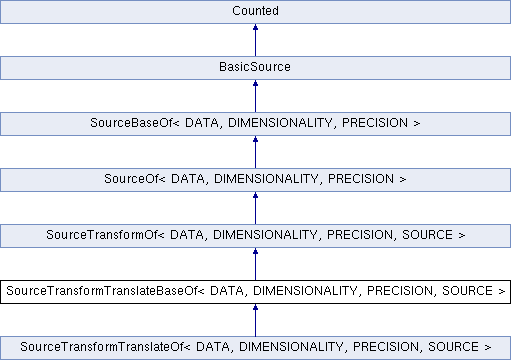 Counted
BasicSource
SourceBaseOf< DATA, DIMENSIONALITY, PRECISION >
SourceOf< DATA, DIMENSIONALITY, PRECISION >
SourceTransformOf< DATA, DIMENSIONALITY, PRECISION, SOURCE >
SourceTransformTranslateBaseOf< DATA, DIMENSIONALITY, PRECISION, SOURCE >
SourceTransformTranslateOf< DATA, DIMENSIONALITY, PRECISION, SOURCE >